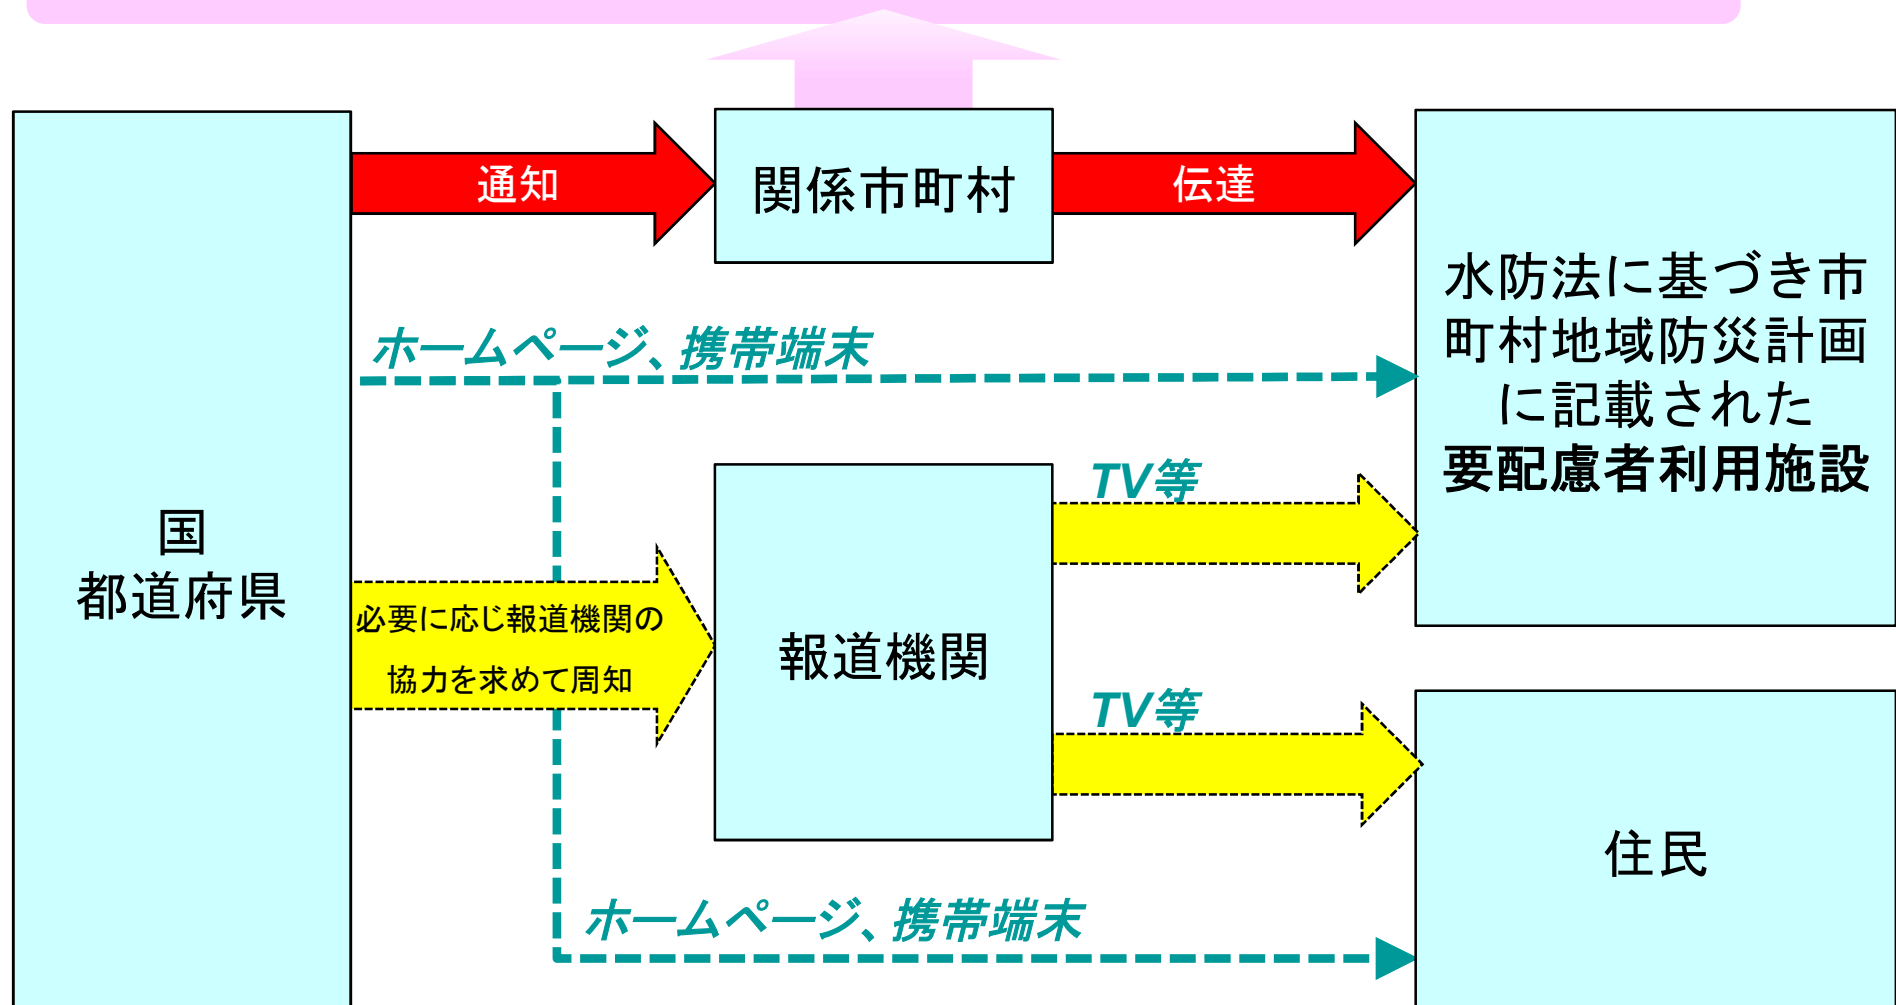 通知
関係市町村
伝達
水防法に基づき市
町村地域防災計画
に記載された
要配慮者利用施設
ホームページ、携帯端末
国
都道府県
必要に応じ報道機関の
協力を求めて周知
報道機関
TV等
TV等
住民
ホームページ、携帯端末